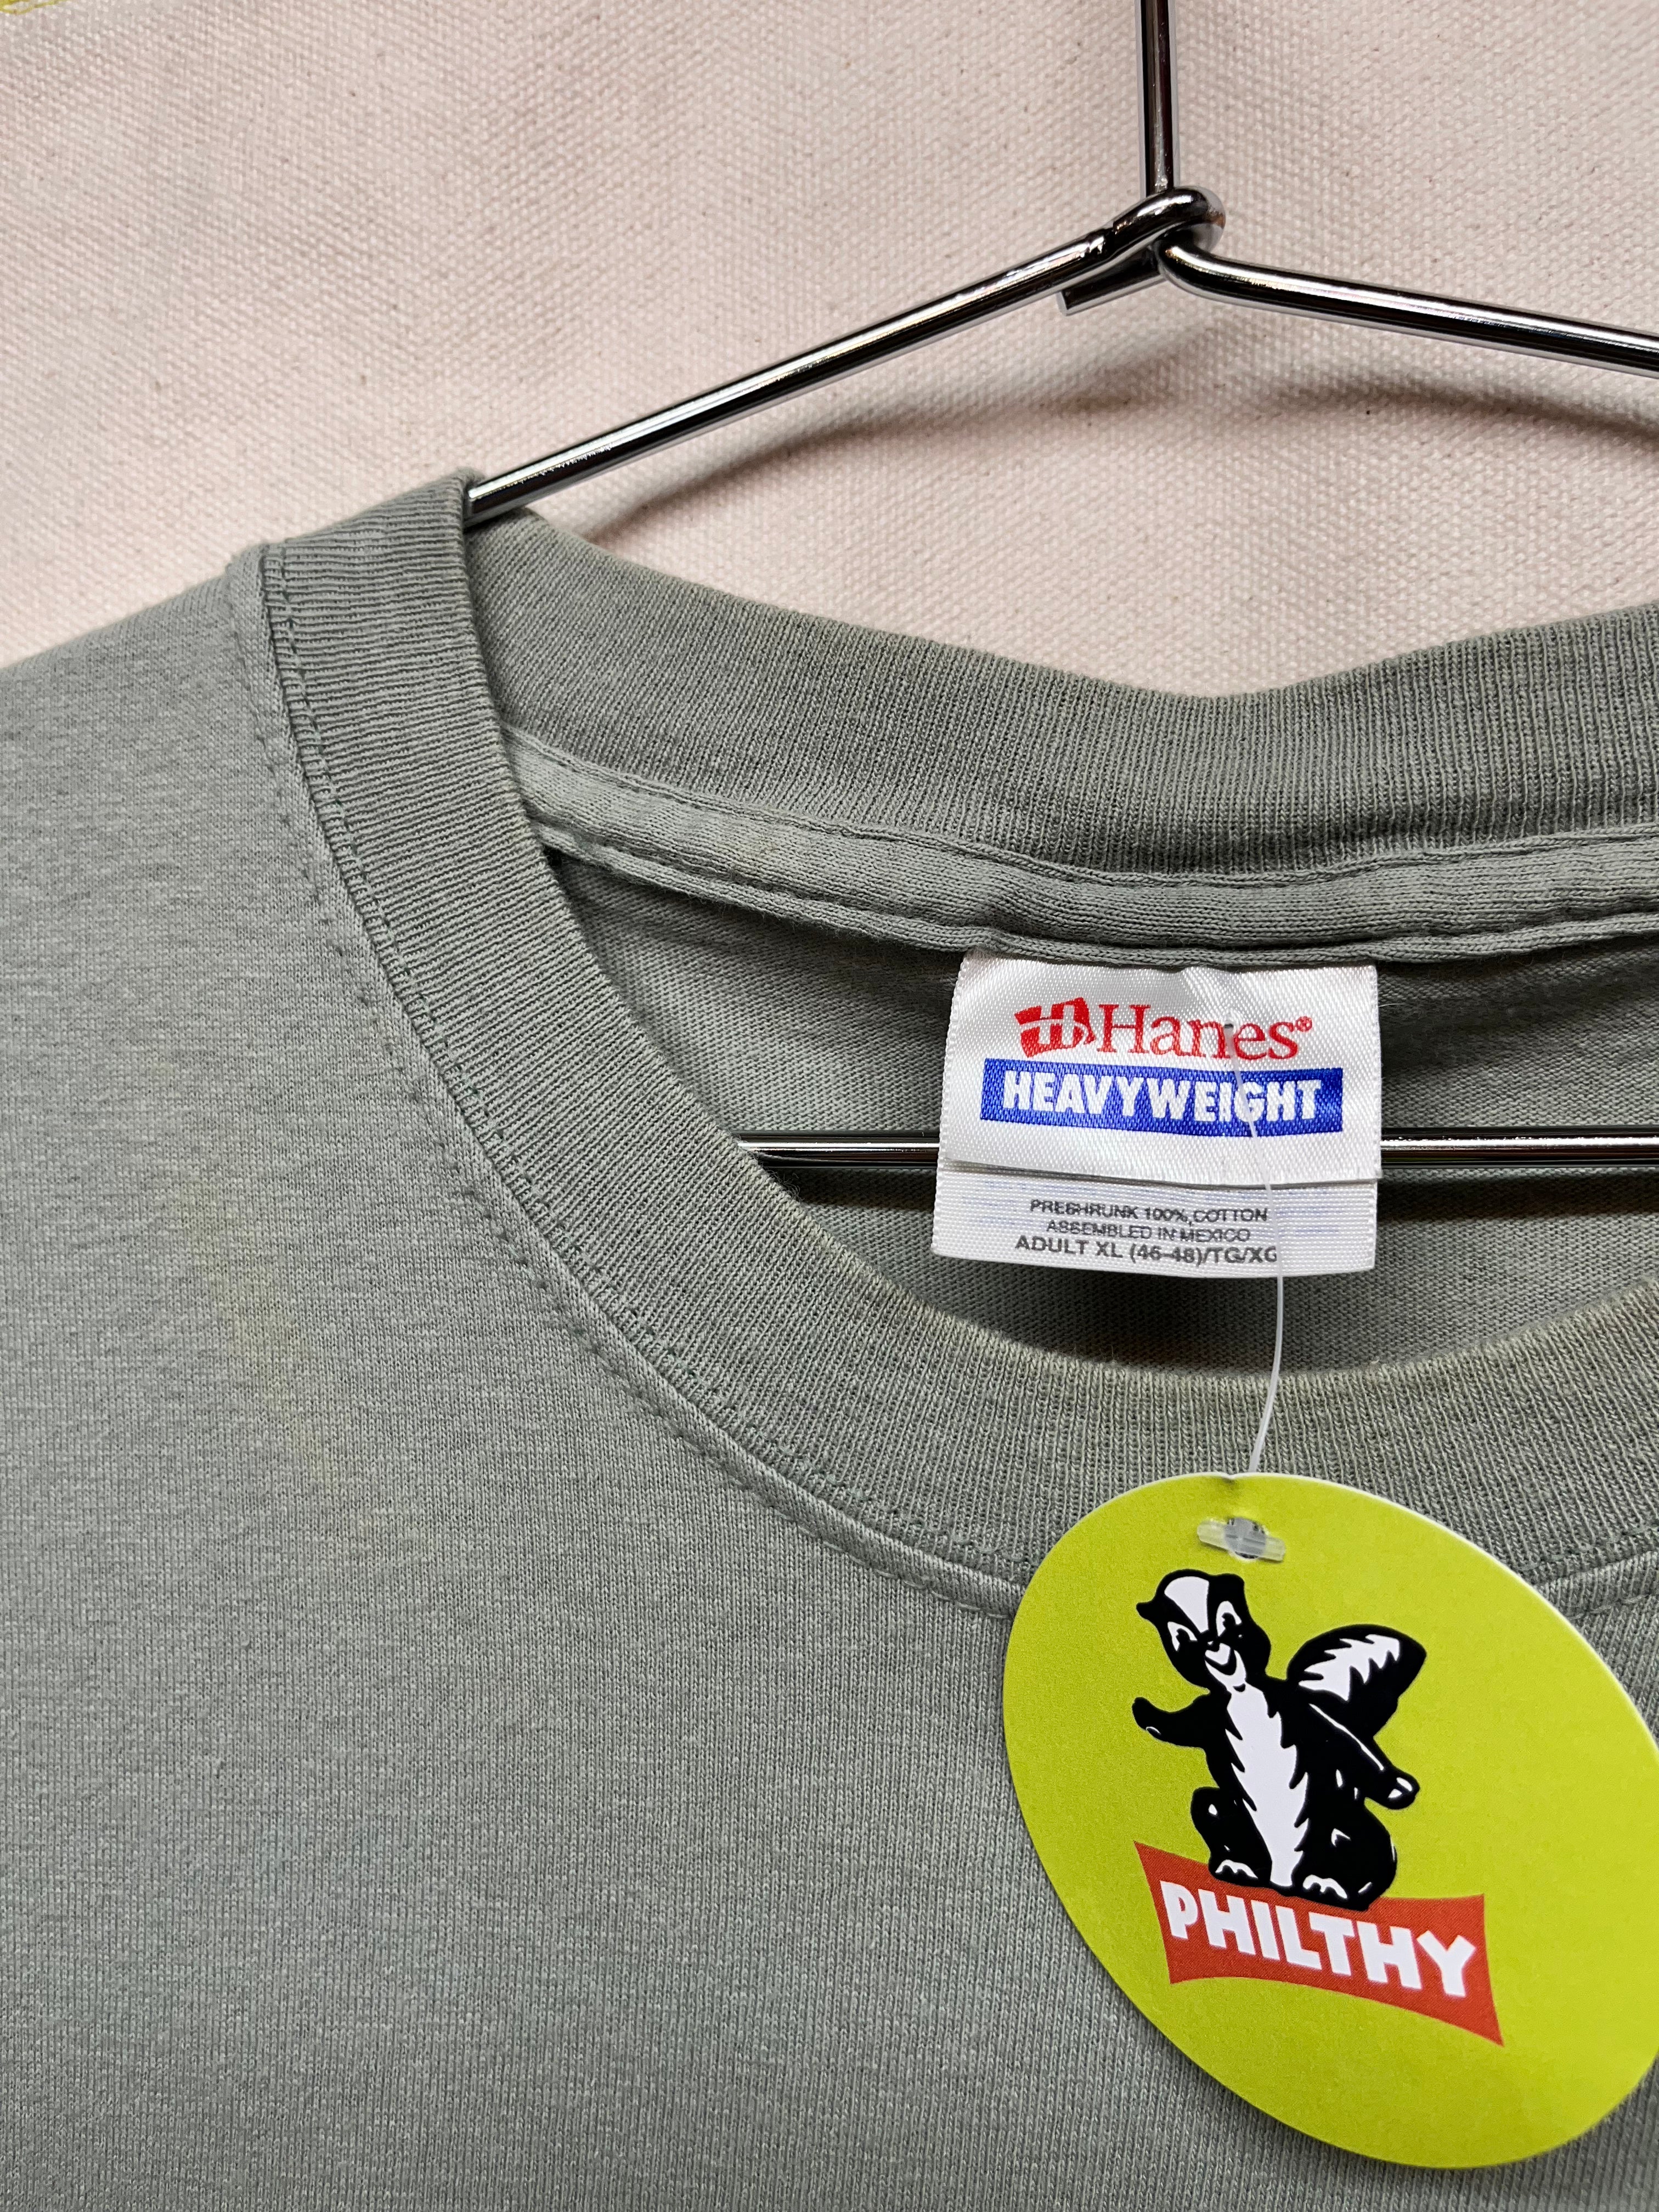 Hanes®
HEAVYWEIGHT
PRESHRUNK 100% COTTON
ASSEMBLED IN MEXICO
ADULT XL (46-48)/TG/XG
PHILTHY